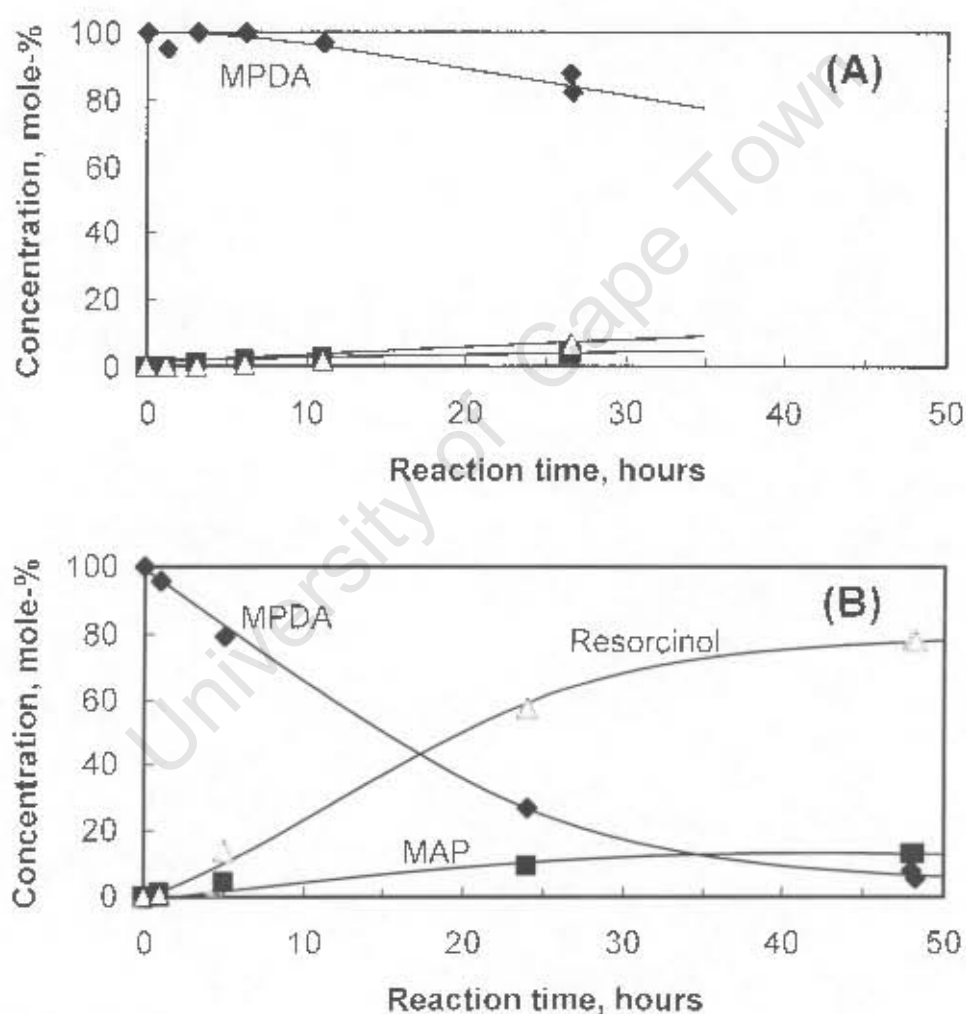 100
80
60
40
20
0
Concentration, mole-%
MPDA
(A)
0 10 20 30 40 50
Reaction time, hours
100
80
60
40
20
0
Concentration, mole-%
MPDA
Resorcinol
MAP
(B)
0 10 20 30 40 50
Reaction time, hours
University of Cape Town